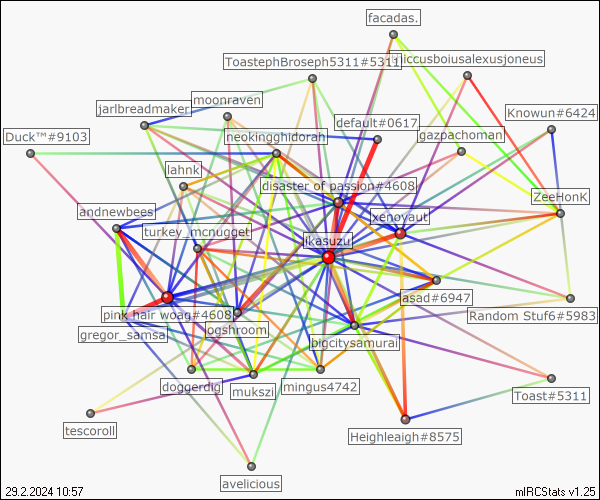 facadas.
ToastephBroseph5311#5311
niccusboiusalexusjoneus
moonraven
jarlbreadmaker
default#0617
Knowun#6424
Duck™#9103
neokingghidorah
gazpachoman
lahnk
disaster of passion#4608
ZeeHonK
andnewbees
xenoyaut
turkey_mcnugget
ikasuzu
asad#6947
pink hair woag#4608
Random Stuf6#5983
pgshroom
gregor_samsa
bigcitysamurai
doggerdig
mukszi
mingus4742
Toast#5311
tescoroll
Heighleaigh#8575
avelicious
29.2.2024 10:57
mIRCStats v1.25